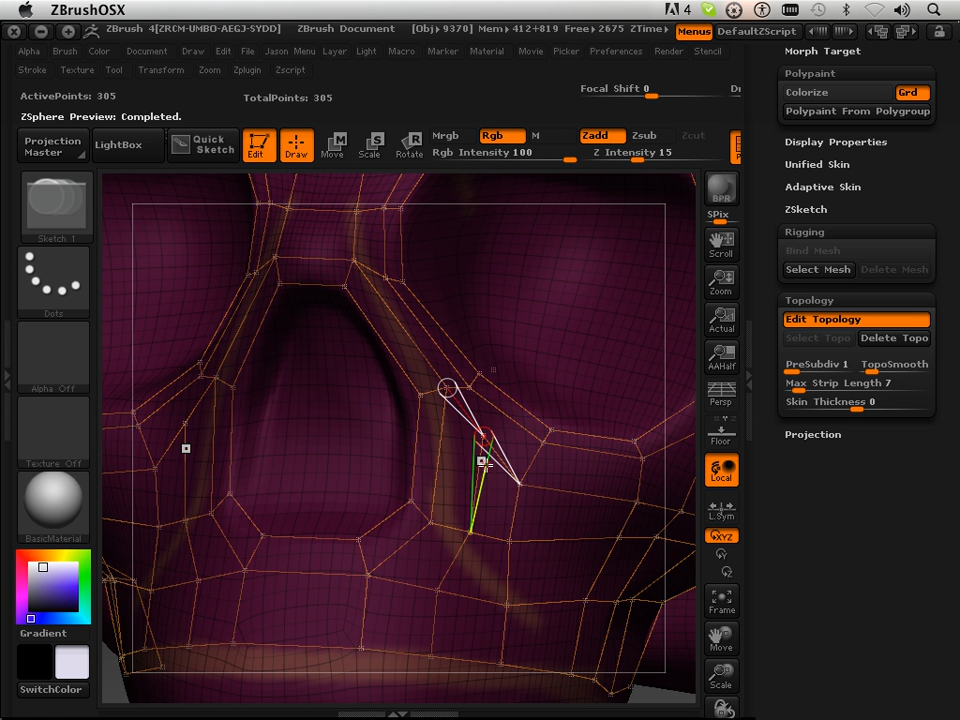 ZBrushOSX
4
ZBrush 4[ZRCM-UMBO-AEGJ-SYDD] [Obj▸9370] Mem▸412+819 Free▸2675 ZTime▸ Menus DefaultZScript
Alpha Brush Color Document Draw Edit File Jason Menu Layer Light Macro Marker Material Movie Picker Preferences Render Stencil
Stroke Texture Tool Transform Zoom Zplugin Zscript
ActivePoints: 305
TotalPoints: 305
Focal Shift 0
ZSphere Preview: Completed.
Projection Master
LightBox
Quick Sketch
Edit
Draw
Move
Scale
Rotate
Mrgb Rgb M
Rgb Intensity 100
Zadd Zsub Zcut
Z Intensity 15
Sketch 1
Dots
Alpha Off
Texture Off
BasicMaterial
Gradient
SwitchColor
BPR
SPix
Scroll
Zoom
Actual
AAHalf
Persp
Floor
Local
L.Sym
XYZ
Y
Z
Frame
Move
Scale
Morph Target
Polypaint
Colorize Grd
Polypaint From Polygroup
Display Properties
Unified Skin
Adaptive Skin
ZSketch
Rigging
Bind Mesh
Select Mesh Delete Mesh
Topology
Edit Topology
Select Topo Delete Topo
PreSubdiv 1 TopoSmooth
Max Strip Length 7
Skin Thickness 0
Projection